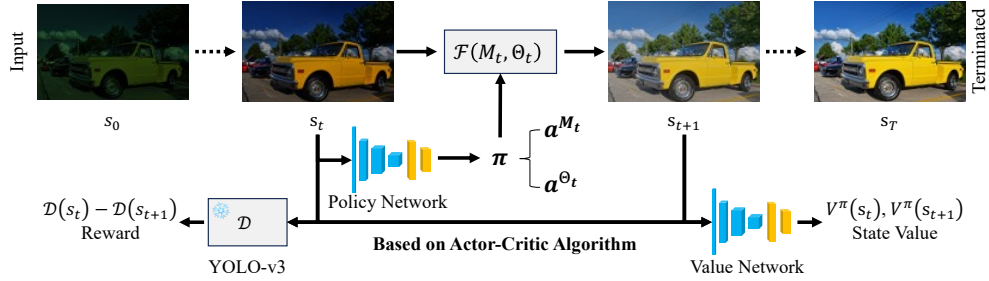 Input
ℱ(M_t, Θ_t)
Terminated
s_0
s_t
s_{t+1}
s_T
a^{M_t}
π
a^{Θ_t}
Policy Network
𝒟(s_t) − 𝒟(s_{t+1})
Reward
𝒟
YOLO-v3
Based on Actor-Critic Algorithm
V^π(s_t), V^π(s_{t+1})
State Value
Value Network